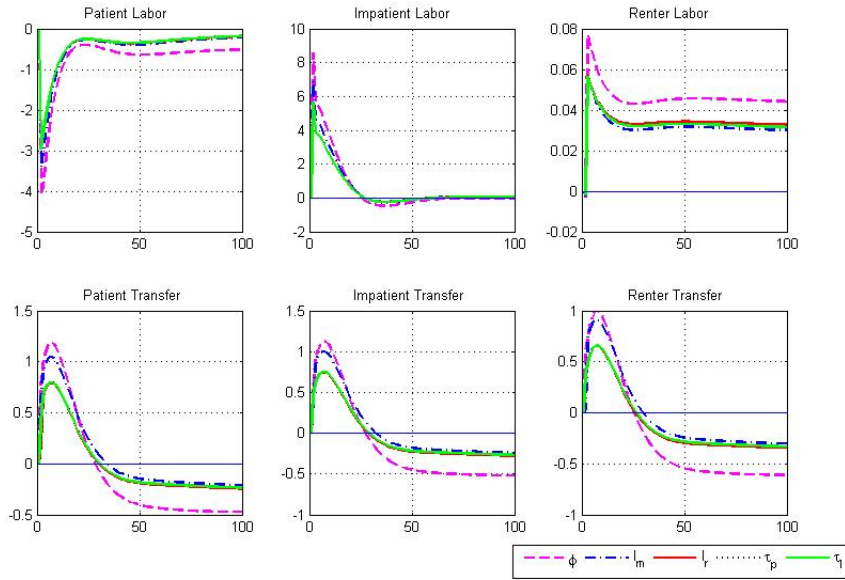 Patient Labor
0
-1
-2
-3
-4
-5
0 50 100
Impatient Labor
10
8
6
4
2
0
-2
0 50 100
Renter Labor
0.08
0.06
0.04
0.02
0
-0.02
0 50 100
Patient Transfer
1.5
1
0.5
0
-0.5
0 50 100
Impatient Transfer
1.5
1
0.5
0
-0.5
-1
0 50 100
Renter Transfer
1
0.5
0
-0.5
-1
0 50 100
ϕ I_m I_r τ_p τ_l